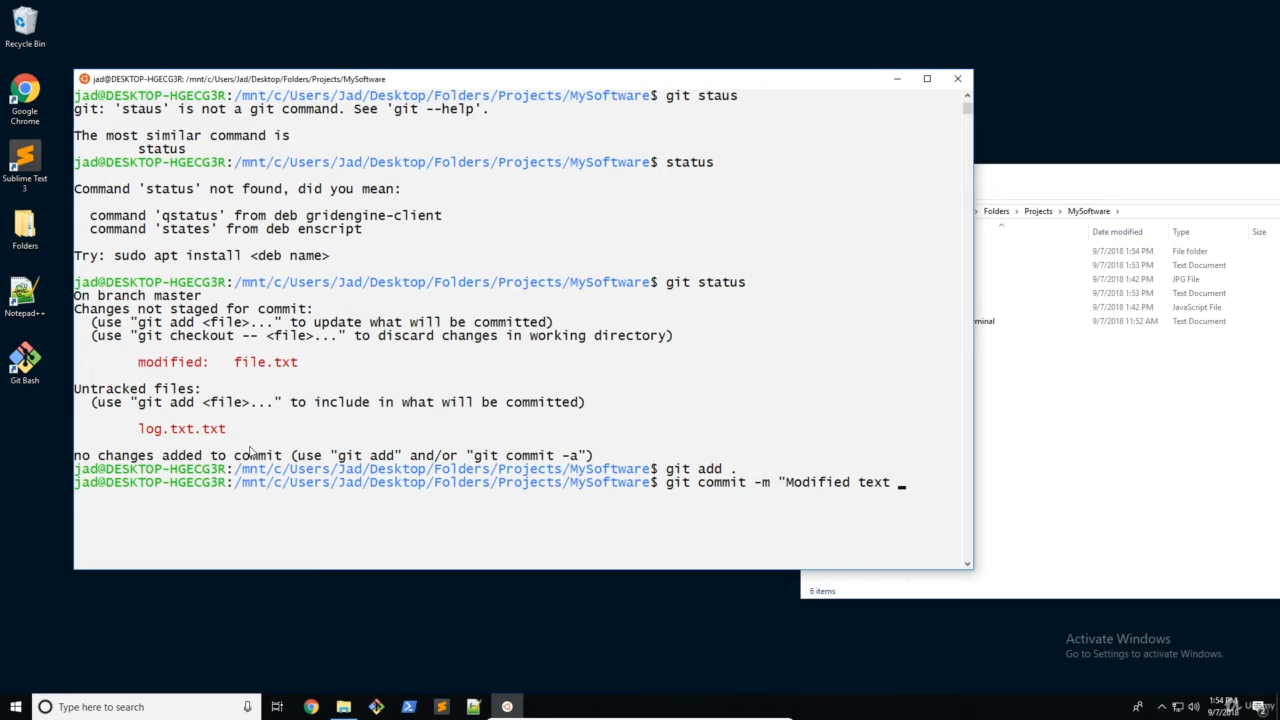 Recycle Bin
Google
Chrome
Sublime Text
3
Folders
Notepad++
Git Bash
jad@DESKTOP-HGECG3R: /mnt/c/Users/Jad/Desktop/Folders/Projects/MySoftware
jad@DESKTOP-HGECG3R:/mnt/c/Users/Jad/Desktop/Folders/Projects/MySoftware$ git staus
git: 'staus' is not a git command. See 'git --help'.
The most similar command is
status
jad@DESKTOP-HGECG3R:/mnt/c/Users/Jad/Desktop/Folders/Projects/MySoftware$ status
Command 'status' not found, did you mean:
command 'qstatus' from deb gridengine-client
command 'states' from deb enscript
Try: sudo apt install <deb name>
jad@DESKTOP-HGECG3R:/mnt/c/Users/Jad/Desktop/Folders/Projects/MySoftware$ git status
On branch master
Changes not staged for commit:
(use "git add <file>..." to update what will be committed)
(use "git checkout -- <file>..." to discard changes in working directory)
modified:   file.txt
Untracked files:
(use "git add <file>..." to include in what will be committed)
log.txt.txt
no changes added to commit (use "git add" and/or "git commit -a")
jad@DESKTOP-HGECG3R:/mnt/c/Users/Jad/Desktop/Folders/Projects/MySoftware$ git add .
jad@DESKTOP-HGECG3R:/mnt/c/Users/Jad/Desktop/Folders/Projects/MySoftware$ git commit -m "Modified text _
Folders > Projects > MySoftware >
Date modified Type Size
9/7/2018 1:54 PM File folder
9/7/2018 1:53 PM Text Document
9/7/2018 1:42 PM JPG File
9/7/2018 1:53 PM Text Document
9/7/2018 1:42 PM JavaScript File
minal 9/7/2018 11:52 AM Text Document
6 items
Activate Windows
Go to Settings to activate Windows.
Type here to search
1:54 PM
9/7/2018
2
Udemy